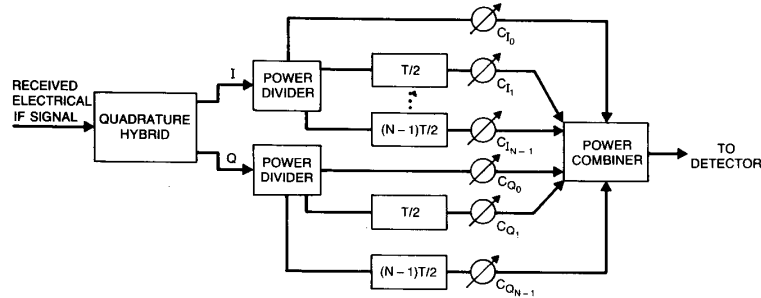 RECEIVED
ELECTRICAL
IF SIGNAL
QUADRATURE
HYBRID
I
Q
POWER
DIVIDER
POWER
DIVIDER
T/2
(N−1)T/2
T/2
(N−1)T/2
C_{I_0}
C_{I_1}
C_{I_{N−1}}
C_{Q_0}
C_{Q_1}
C_{Q_{N−1}}
POWER
COMBINER
TO
DETECTOR